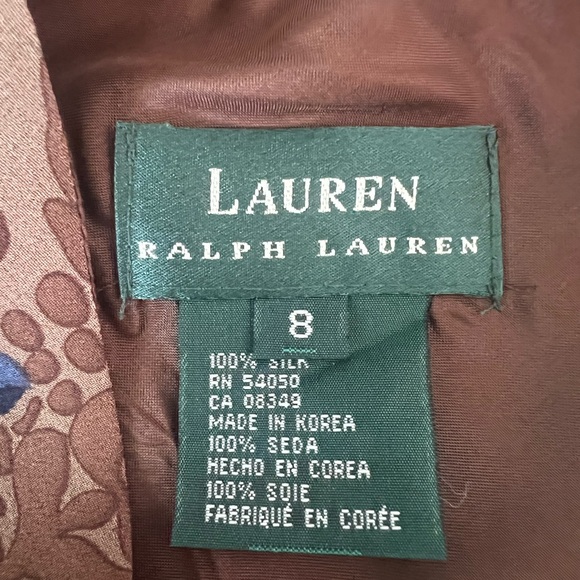 LAUREN
RALPH LAUREN
8
100% SILK
RN 54050
CA 08349
MADE IN KOREA
100% SEDA
HECHO EN COREA
100% SOIE
FABRIQUÉ EN CORÉE